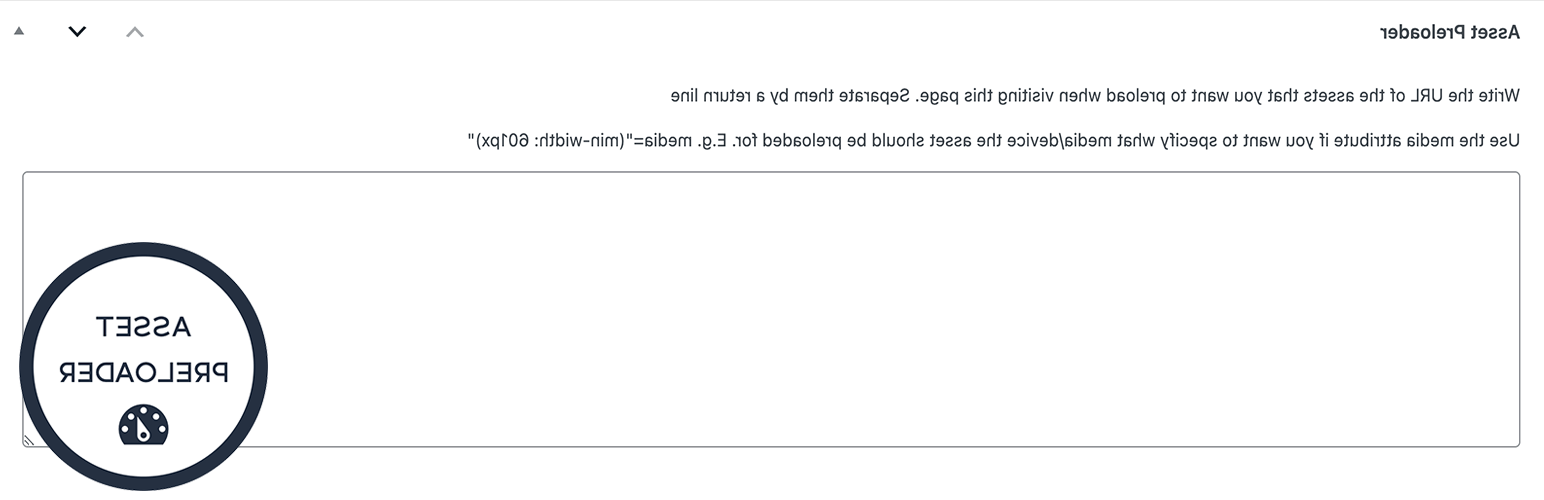 Asset Preloader
Write the URL of the assets that you want to preload when visiting this page. Separate them by a return line
Use the media attribute if you want to specify what media/device the asset should be preloaded for. E.g. media="(min-width: 601px)"
ASSET
PRELOADER